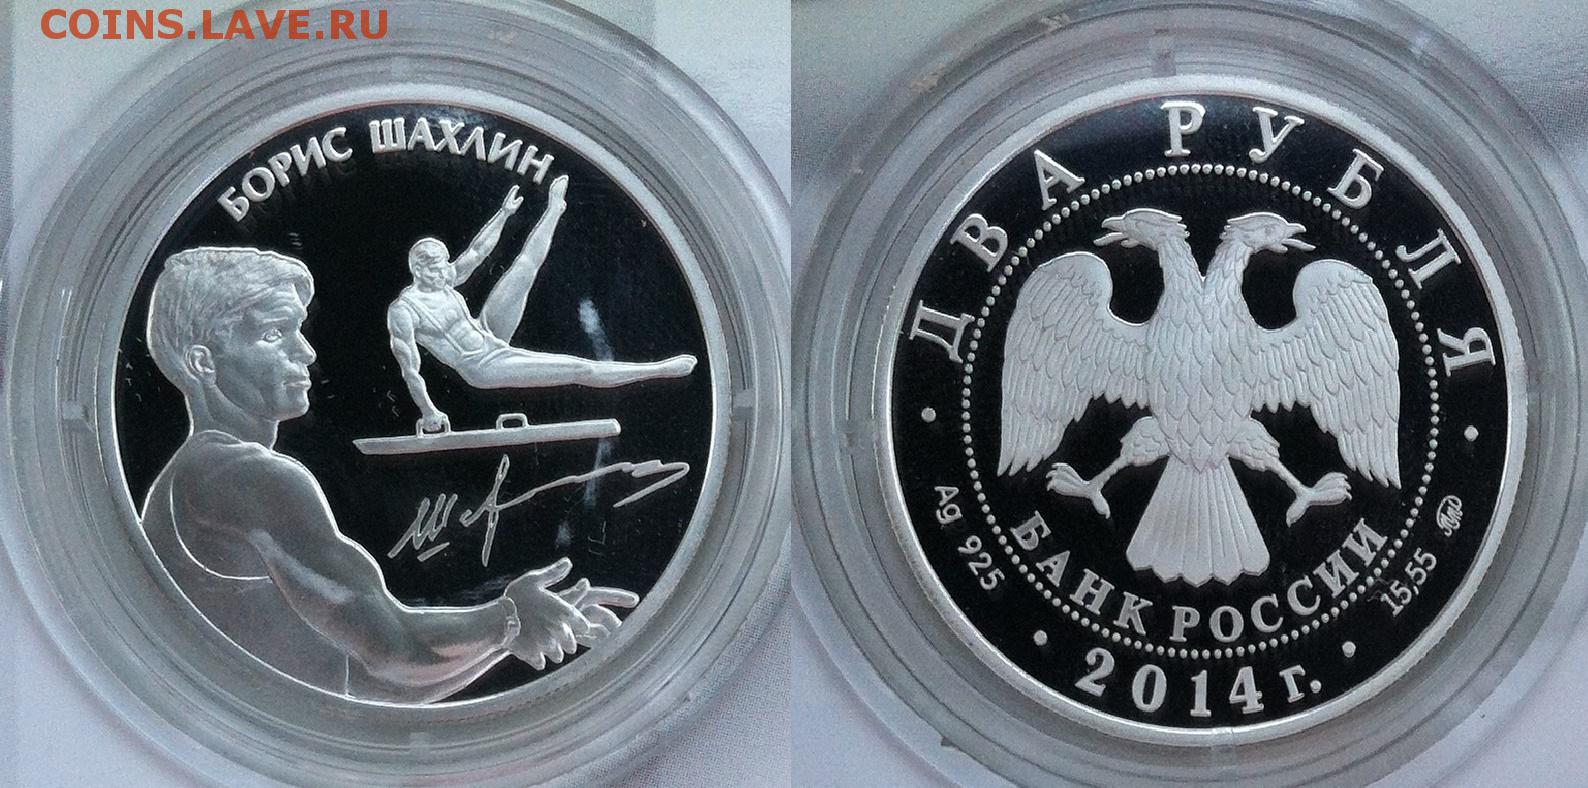 COINS.LAVE.RU
БОРИС ШАХЛИН
ДВА РУБЛЯ
Ag 925
БАНК РОССИИ
15,55
2014 г.